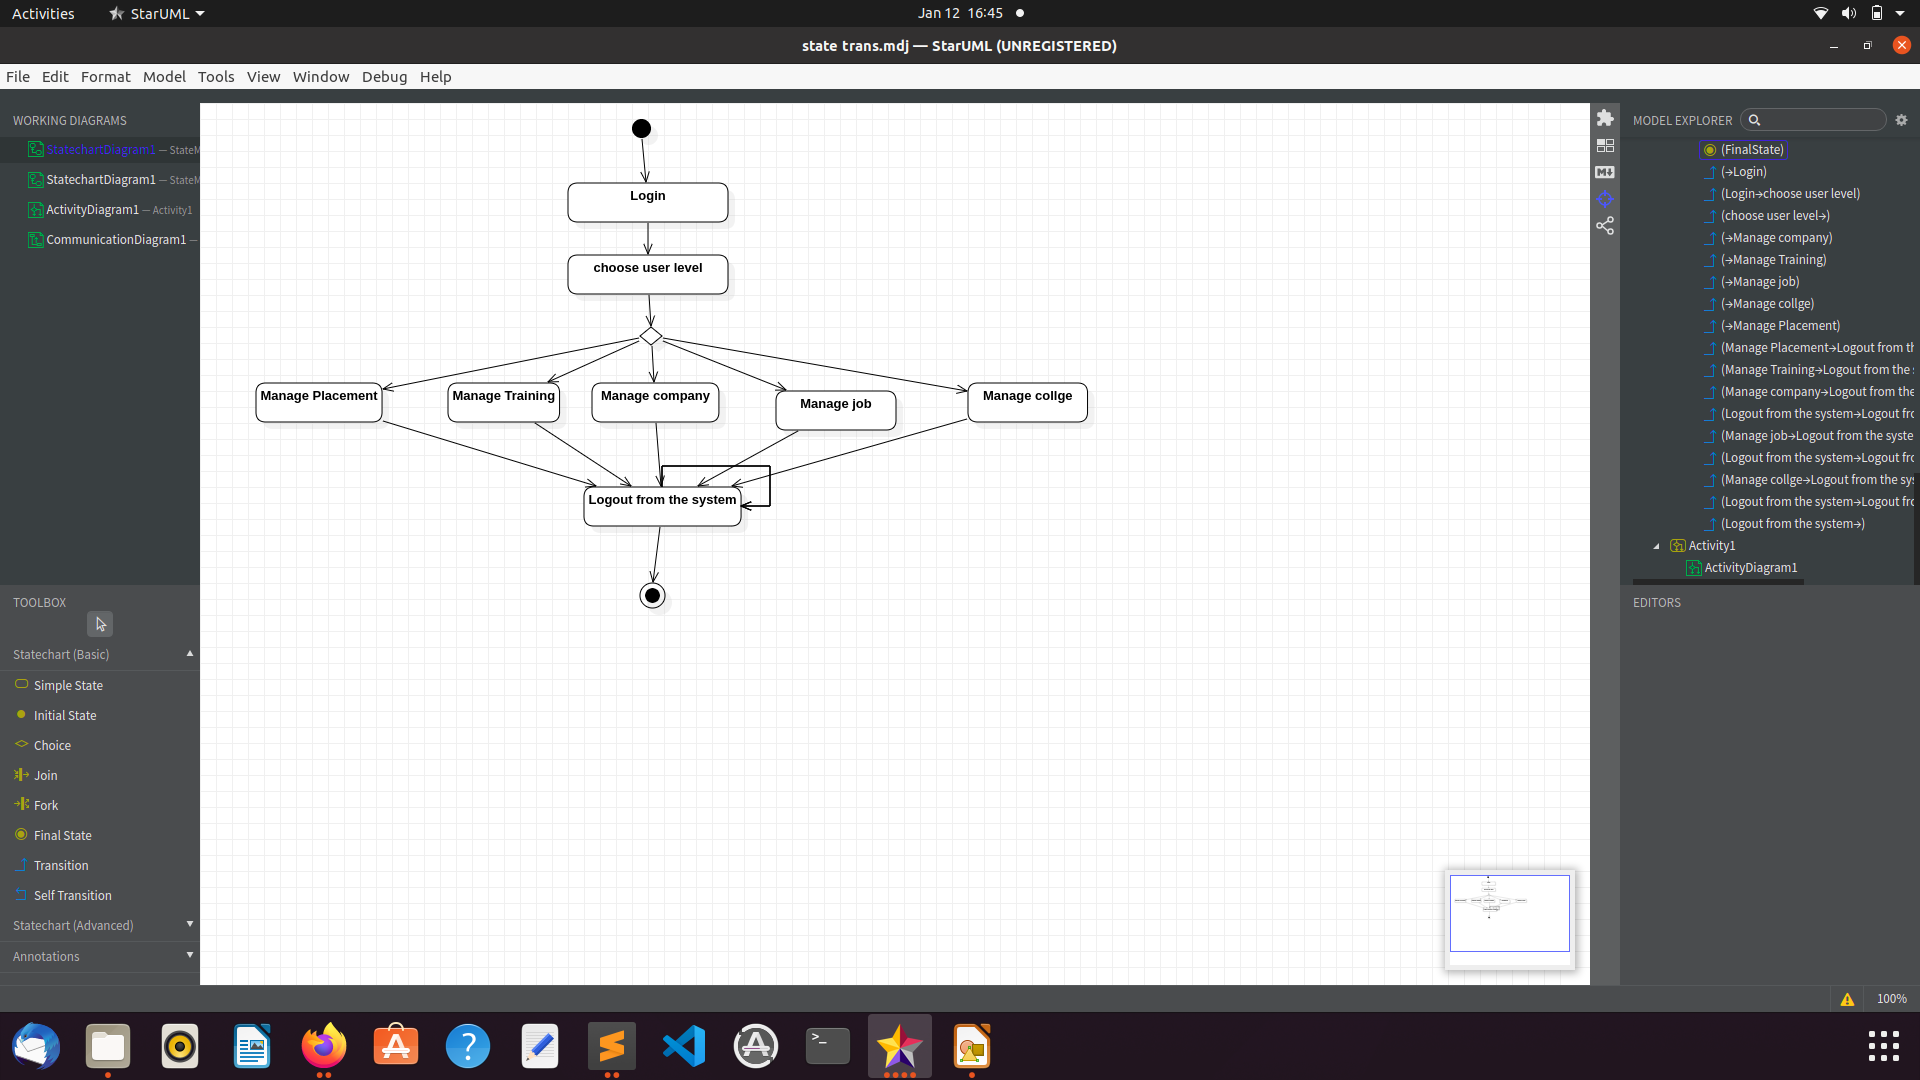 Activities
StarUML
Jan 12 16:45
state trans.mdj — StarUML (UNREGISTERED)
File Edit Format Model Tools View Window Debug Help
WORKING DIAGRAMS
StatechartDiagram1 — StateM
StatechartDiagram1 — StateM
ActivityDiagram1 — Activity1
CommunicationDiagram1 —
TOOLBOX
Statechart (Basic)
Simple State
Initial State
Choice
Join
Fork
Final State
Transition
Self Transition
Statechart (Advanced)
Annotations
Login
choose user level
Manage Placement
Manage Training
Manage company
Manage job
Manage collge
Logout from the system
MODEL EXPLORER
(FinalState)
(→Login)
(Login→choose user level)
(choose user level→)
(→Manage company)
(→Manage Training)
(→Manage job)
(→Manage collge)
(→Manage Placement)
(Manage Placement→Logout from th
(Manage Training→Logout from the
(Manage company→Logout from the
(Logout from the system→Logout fro
(Manage job→Logout from the syste
(Logout from the system→Logout fro
(Manage collge→Logout from the sys
(Logout from the system→Logout fro
(Logout from the system→)
Activity1
ActivityDiagram1
EDITORS
100%